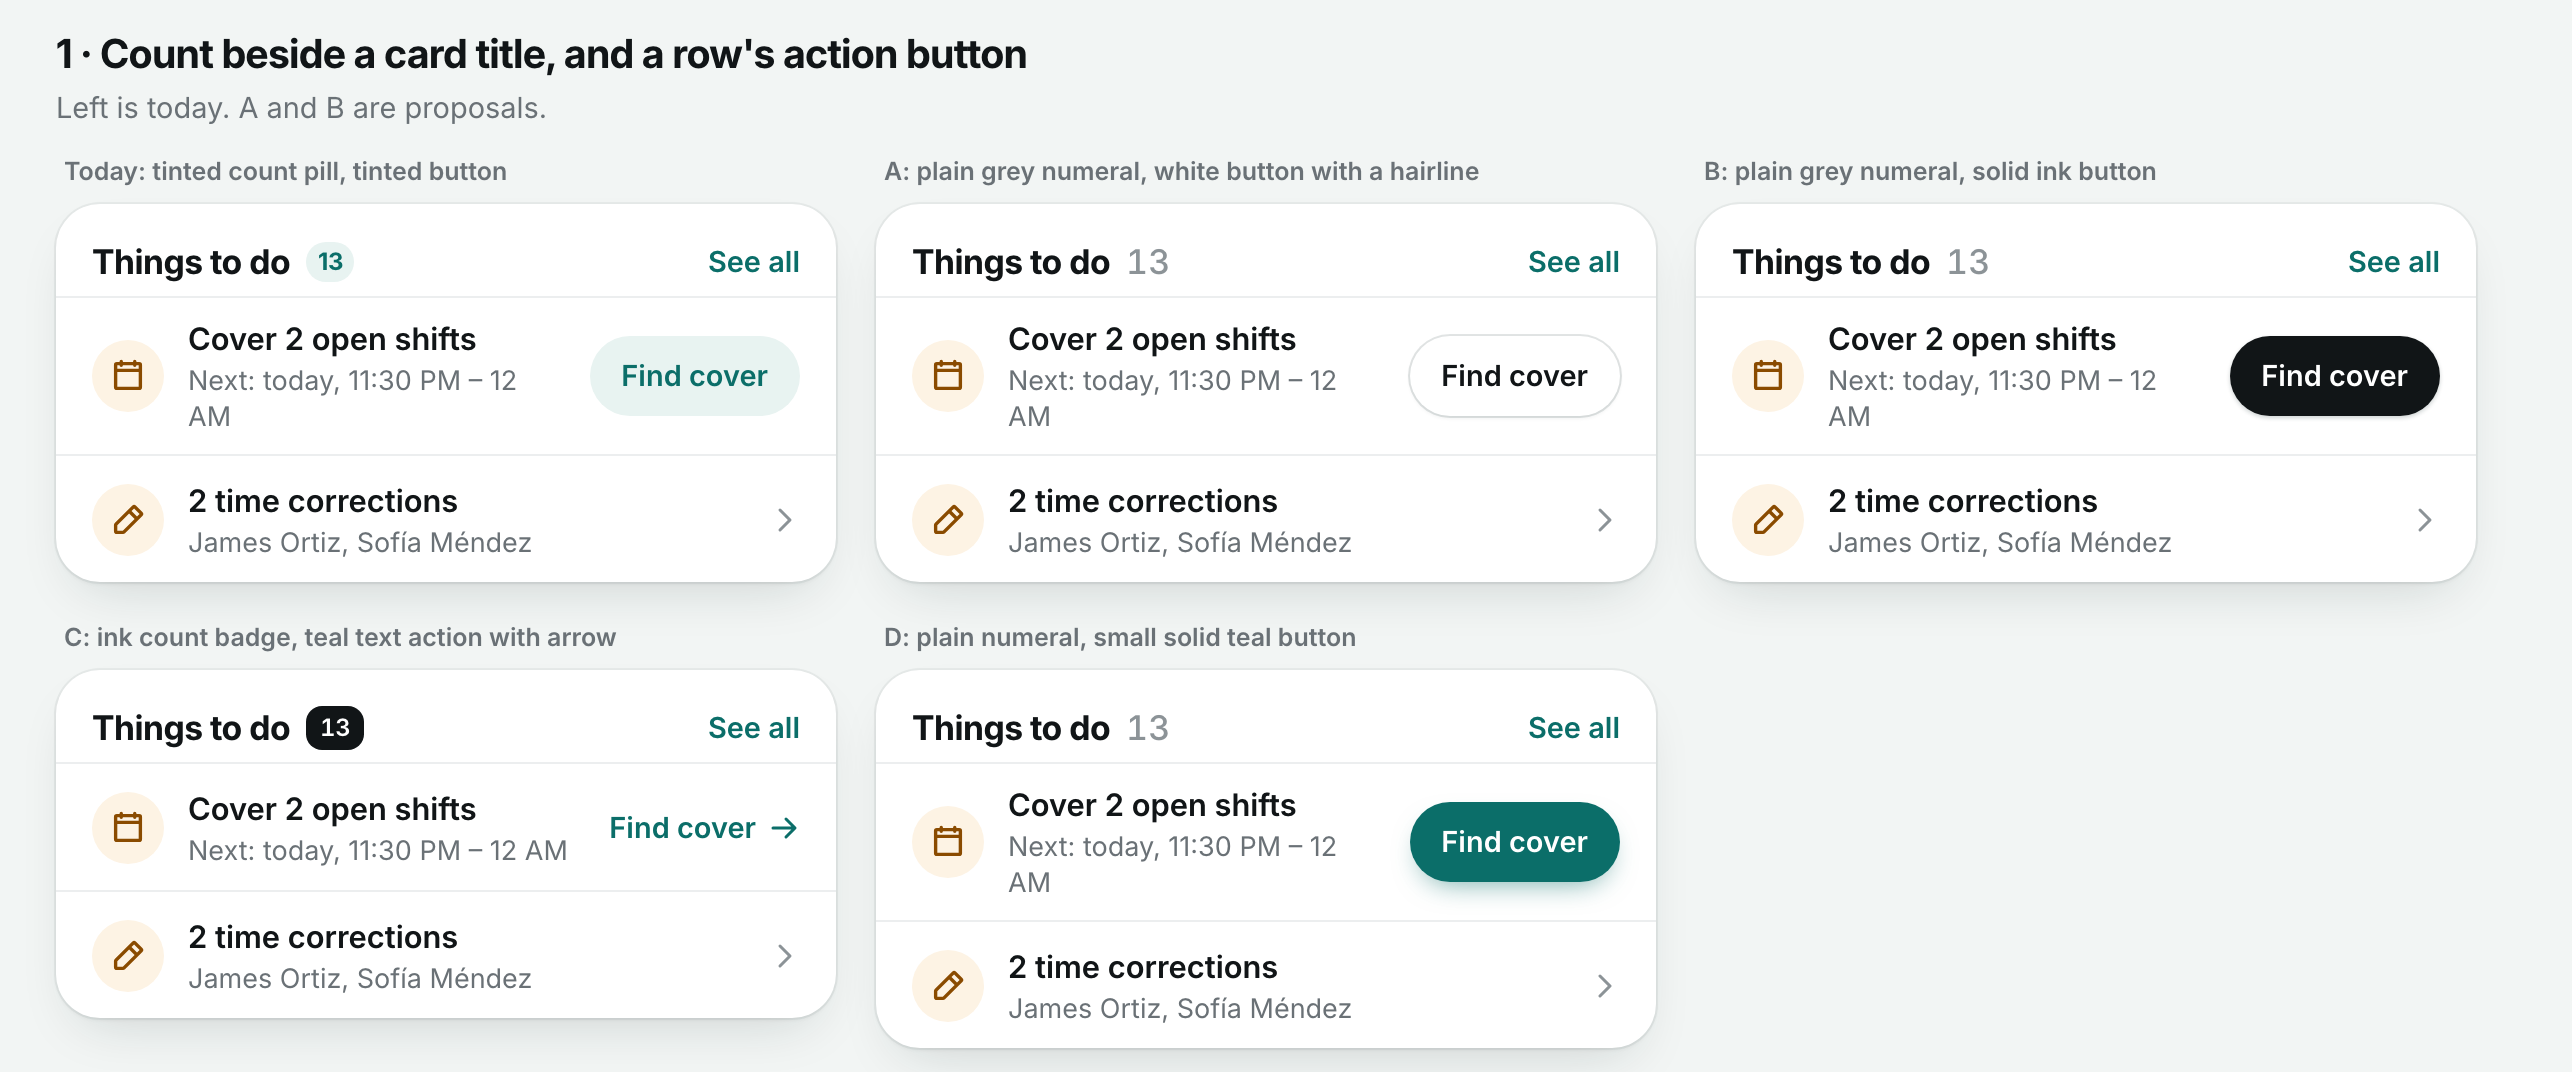 1 · Count beside a card title, and a row's action button
Left is today. A and B are proposals.
Today: tinted count pill, tinted button
Things to do 13 See all
Cover 2 open shifts
Next: today, 11:30 PM – 12
AM
Find cover
2 time corrections
James Ortiz, Sofía Méndez
A: plain grey numeral, white button with a hairline
Things to do 13 See all
Cover 2 open shifts
Next: today, 11:30 PM – 12
AM
Find cover
2 time corrections
James Ortiz, Sofía Méndez
B: plain grey numeral, solid ink button
Things to do 13 See all
Cover 2 open shifts
Next: today, 11:30 PM – 12
AM
Find cover
2 time corrections
James Ortiz, Sofía Méndez
C: ink count badge, teal text action with arrow
Things to do 13 See all
Cover 2 open shifts
Next: today, 11:30 PM – 12 AM
Find cover →
2 time corrections
James Ortiz, Sofía Méndez
D: plain numeral, small solid teal button
Things to do 13 See all
Cover 2 open shifts
Next: today, 11:30 PM – 12
AM
Find cover
2 time corrections
James Ortiz, Sofía Méndez